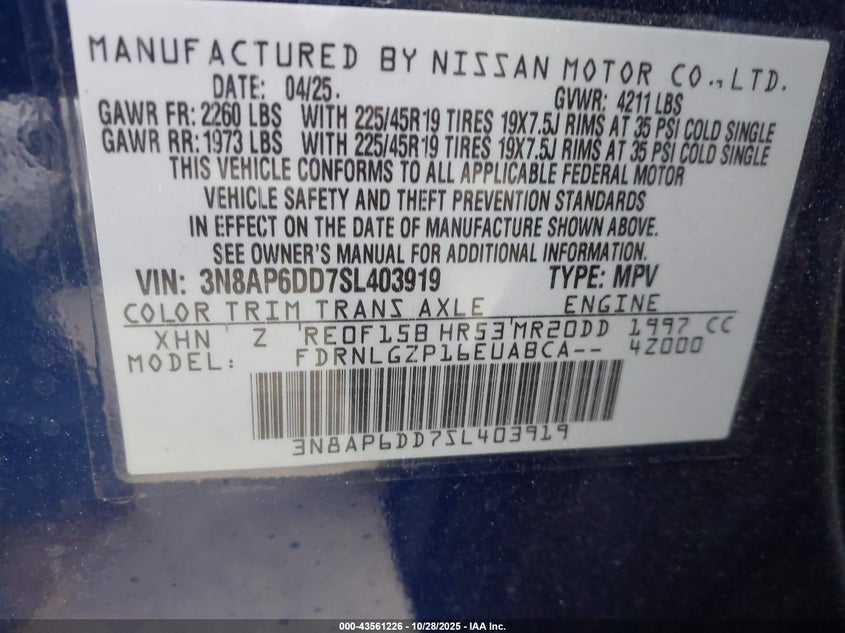 MANUFACTURED BY NISSAN MOTOR CO., LTD.
DATE: 04/25. GVWR: 4211 LBS
GAWR FR: 2260 LBS WITH 225/45R19 TIRES 19X7.5J RIMS AT 35 PSI COLD SINGLE
GAWR RR: 1973 LBS WITH 225/45R19 TIRES 19X7.5J RIMS AT 35 PSI COLD SINGLE
THIS VEHICLE CONFORMS TO ALL APPLICABLE FEDERAL MOTOR
VEHICLE SAFETY AND THEFT PREVENTION STANDARDS
IN EFFECT ON THE DATE OF MANUFACTURE SHOWN ABOVE.
SEE OWNER'S MANUAL FOR ADDITIONAL INFORMATION.
VIN: 3N8AP6DD7SL403919 TYPE: MPV
COLOR TRIM TRANS AXLE ENGINE
XHN Z RE0F15B HR53 MR20DD 1997 CC
MODEL: FDRNLGZP16EUABCA-- 4Z000
3N8AP6DD7SL403919
000-43561226 - 10/28/2025 - IAA Inc.